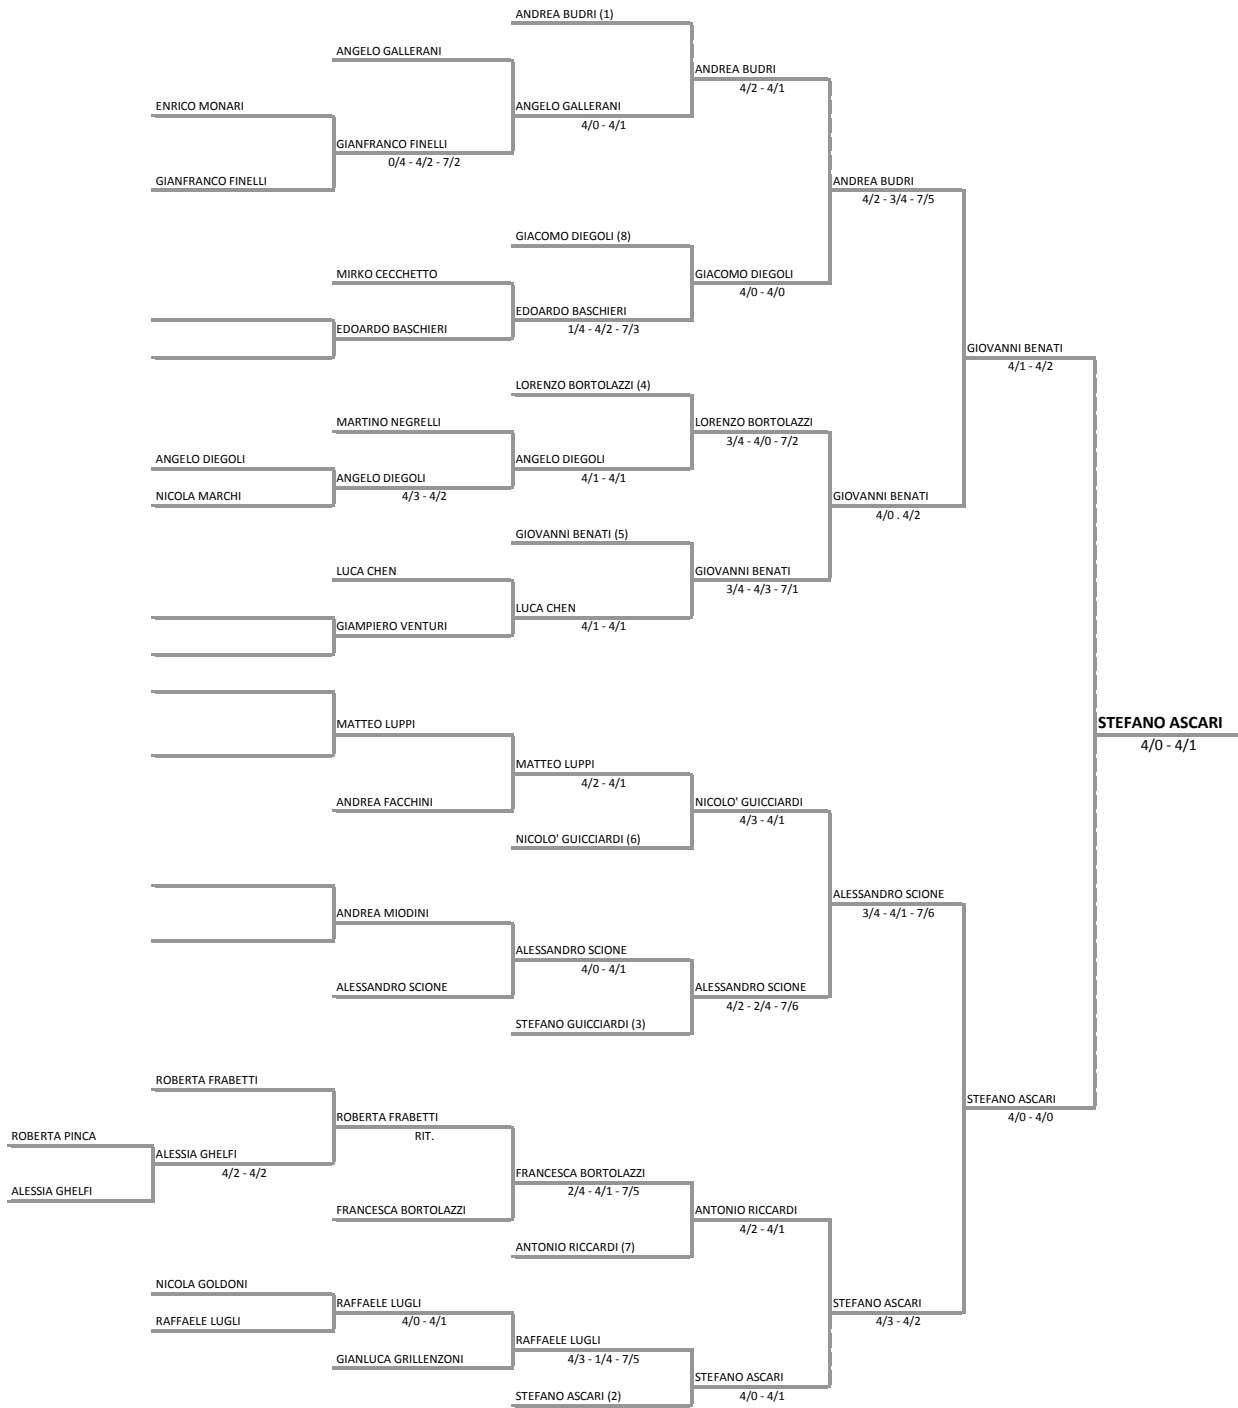 ANDREA BUDRI (1)
ANGELO GALLERANI
ANDREA BUDRI
4/2 - 4/1
ENRICO MONARI
ANGELO GALLERANI
4/0 - 4/1
GIANFRANCO FINELLI
0/4 - 4/2 - 7/2
GIANFRANCO FINELLI
ANDREA BUDRI
4/2 - 3/4 - 7/5
GIACOMO DIEGOLI (8)
MIRKO CECCHETTO
GIACOMO DIEGOLI
4/0 - 4/0
EDOARDO BASCHIERI
1/4 - 4/2 - 7/3
EDOARDO BASCHIERI
GIOVANNI BENATI
4/1 - 4/2
LORENZO BORTOLAZZI (4)
MARTINO NEGRELLI
LORENZO BORTOLAZZI
3/4 - 4/0 - 7/2
ANGELO DIEGOLI
ANGELO DIEGOLI
4/1 - 4/1
ANGELO DIEGOLI
4/3 - 4/2
NICOLA MARCHI
GIOVANNI BENATI
4/0 . 4/2
GIOVANNI BENATI (5)
LUCA CHEN
GIOVANNI BENATI
3/4 - 4/3 - 7/1
LUCA CHEN
4/1 - 4/1
GIAMPIERO VENTURI
MATTEO LUPPI
STEFANO ASCARI
4/0 - 4/1
MATTEO LUPPI
4/2 - 4/1
ANDREA FACCHINI
NICOLO' GUICCIARDI
4/3 - 4/1
NICOLO' GUICCIARDI (6)
ALESSANDRO SCIONE
3/4 - 4/1 - 7/6
ANDREA MIODINI
ALESSANDRO SCIONE
4/0 - 4/1
ALESSANDRO SCIONE
ALESSANDRO SCIONE
4/2 - 2/4 - 7/6
STEFANO GUICCIARDI (3)
ROBERTA FRABETTI
STEFANO ASCARI
4/0 - 4/0
ROBERTA FRABETTI
RIT.
ROBERTA PINCA
ALESSIA GHELFI
4/2 - 4/2
FRANCESCA BORTOLAZZI
2/4 - 4/1 - 7/5
ALESSIA GHELFI
FRANCESCA BORTOLAZZI
ANTONIO RICCARDI
4/2 - 4/1
ANTONIO RICCARDI (7)
NICOLA GOLDONI
RAFFAELE LUGLI
4/0 - 4/1
STEFANO ASCARI
4/3 - 4/2
RAFFAELE LUGLI
RAFFAELE LUGLI
4/3 - 1/4 - 7/5
GIANLUCA GRILLENZONI
STEFANO ASCARI
4/0 - 4/1
STEFANO ASCARI (2)